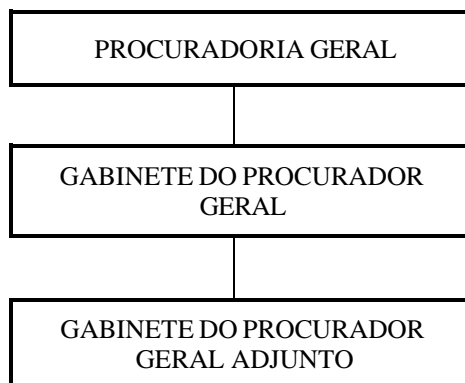 PROCURADORIA GERAL
GABINETE DO PROCURADOR
GERAL
GABINETE DO PROCURADOR
GERAL ADJUNTO